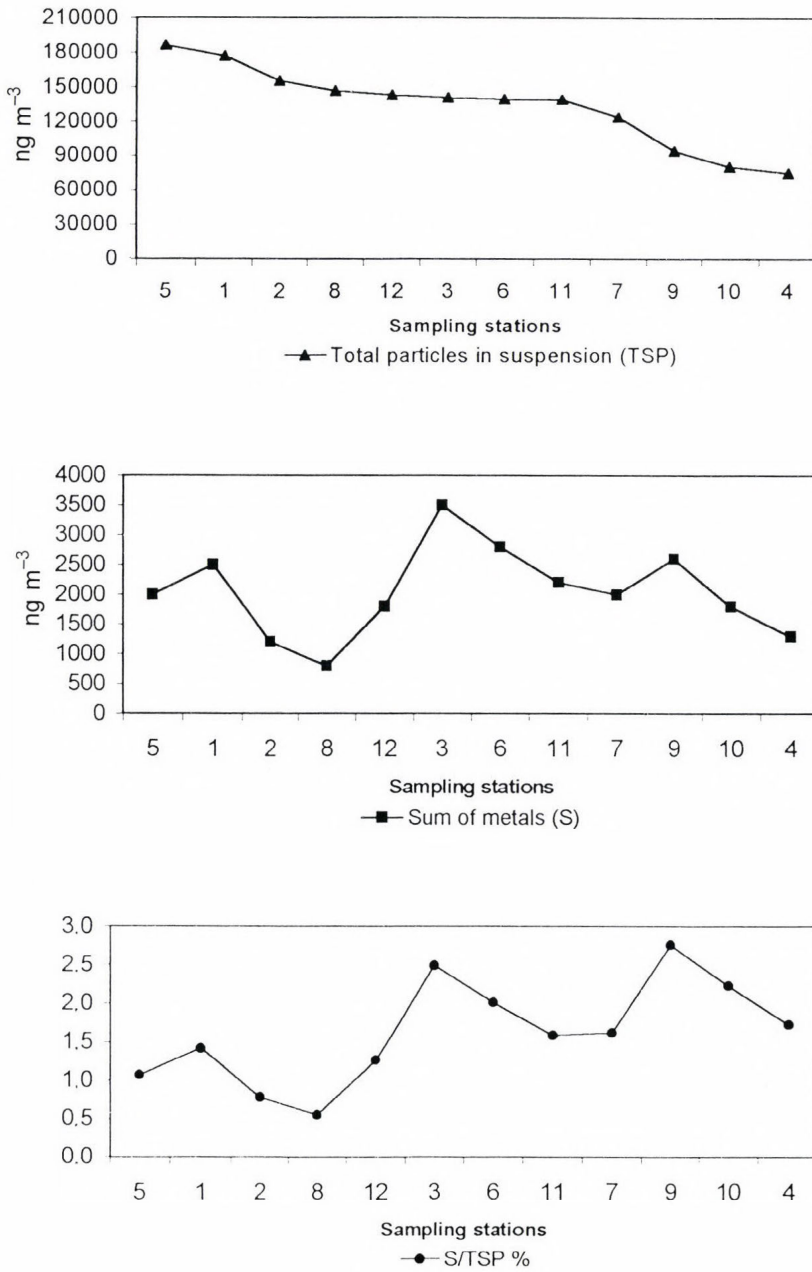 210000
180000
150000
120000
90000
60000
30000
0
ng m⁻³
5 1 2 8 12 3 6 11 7 9 10 4
Sampling stations
Total particles in suspension (TSP)
4000
3500
3000
2500
2000
1500
1000
500
0
ng m⁻³
5 1 2 8 12 3 6 11 7 9 10 4
Sampling stations
Sum of metals (S)
3.0
2.5
2.0
1.5
1.0
0.5
0.0
5 1 2 8 12 3 6 11 7 9 10 4
Sampling stations
S/TSP %